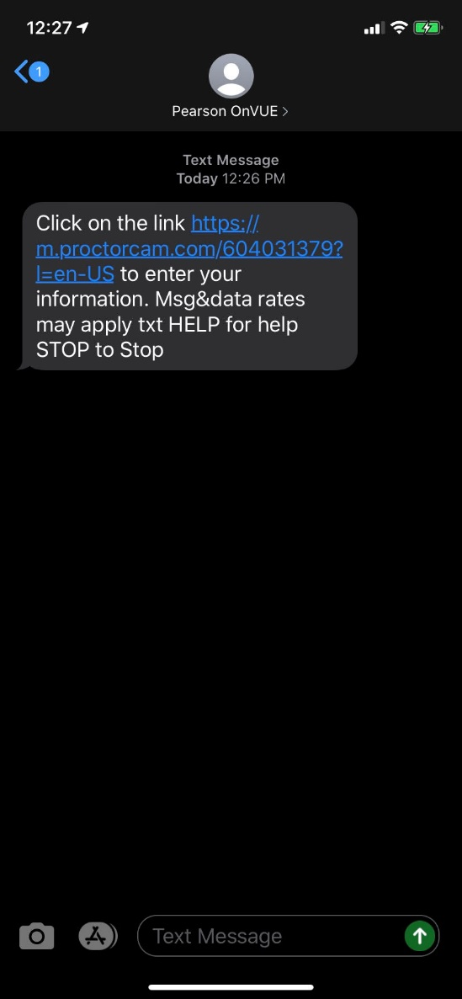 12:27
1
Pearson OnVUE
Text Message
Today 12:26 PM
Click on the link https://
m.proctorcam.com/604031379?
l=en-US to enter your
information. Msg&data rates
may apply txt HELP for help
STOP to Stop
Text Message